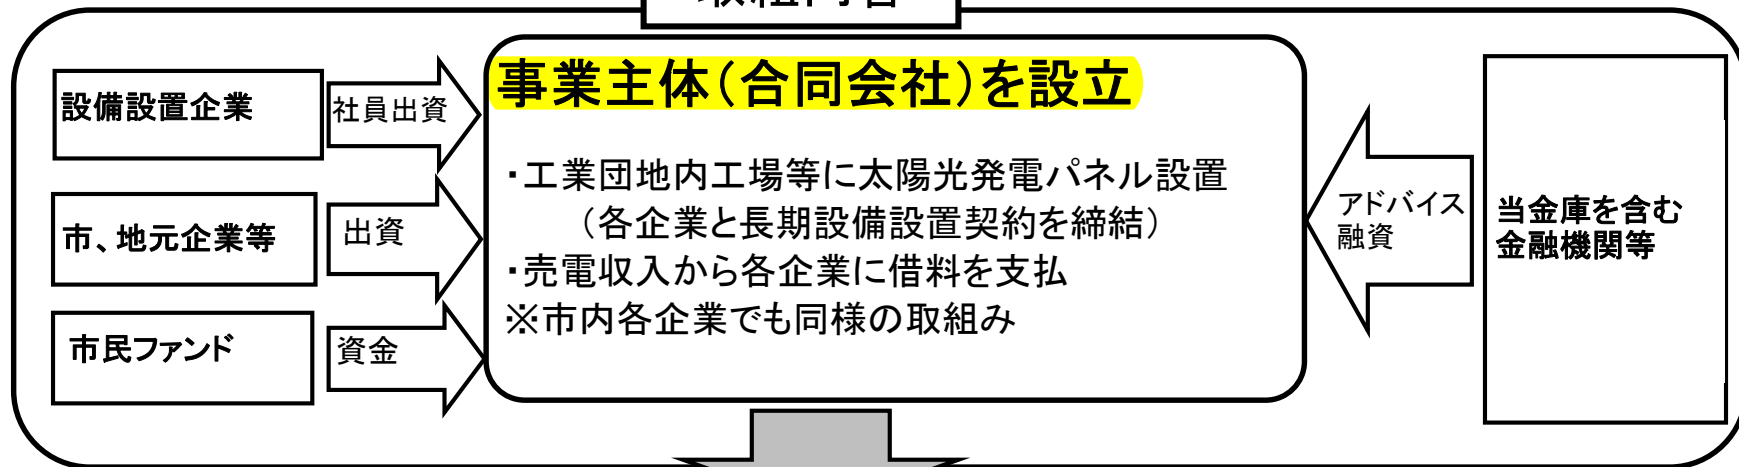 設備設置企業
社員出資
市、地元企業等
出資
市民ファンド
資金
事業主体(合同会社)を設立
・工業団地内工場等に太陽光発電パネル設置
(各企業と長期設備設置契約を締結)
・売電収入から各企業に借料を支払
※市内各企業でも同様の取組み
アドバイス
融資
当金庫を含む
金融機関等